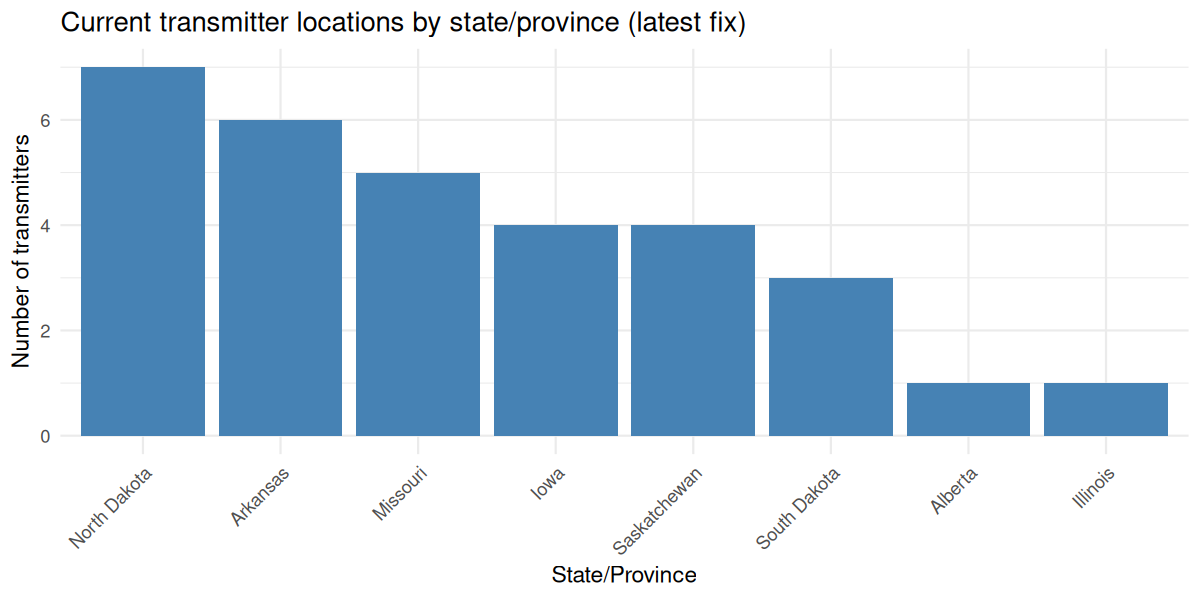 Current transmitter locations by state/province (latest fix)
Number of transmitters
6
4
2
0
North Dakota
Arkansas
Missouri
Iowa
Saskatchewan
South Dakota
Alberta
Illinois
State/Province